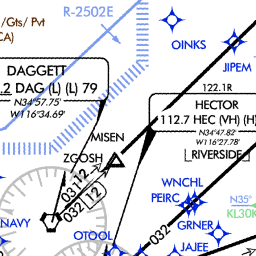 R-2502E
/Gts/ Pvt
CA)
OINKS
JIPEM
DAGGETT
.2 DAG (L) (L) 79
N34°57.75'
W116°34.69'
122.1R
HECTOR
112.7 HEC (VH) (H)
N34°47.82'
W116°27.78'
RIVERSIDE
MISEN
ZGOSH
03212
032 12
WNCHL
PEIRC
N35°
KL30K
NAVY
OTOOL
032
GRNER
JAJEE